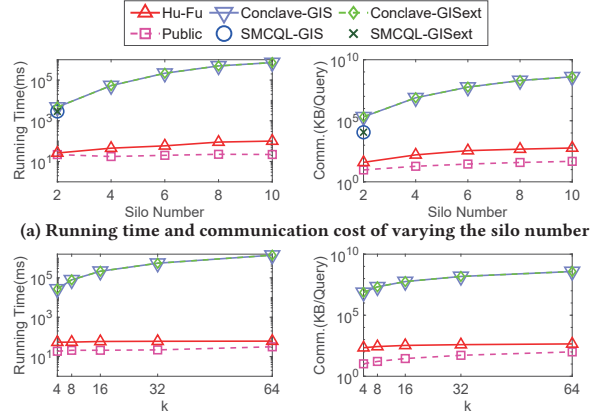 Hu-Fu Conclave-GIS Conclave-GISext
Public SMCQL-GIS SMCQL-GISext
Running Time(ms)
10^5
10^3
10^1
2 4 6 8 10
Silo Number
Comm.(KB/Query)
10^10
10^5
10^0
2 4 6 8 10
Silo Number
(a) Running time and communication cost of varying the silo number
Running Time(ms)
10^5
10^3
10^1
4 8 16 32 64
k
Comm.(KB/Query)
10^10
10^5
10^0
4 8 16 32 64
k